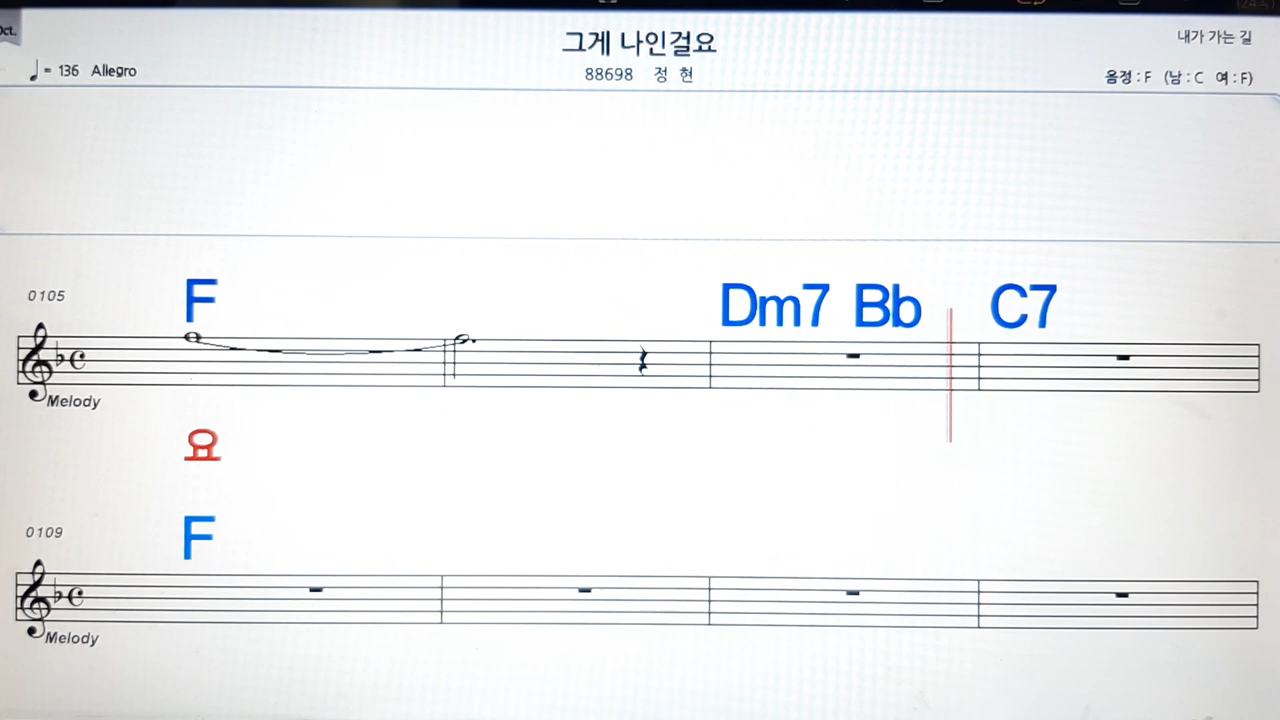 Oct.
그게 나인걸요
내가 가는 길
♩= 136 Allegro
88698 정 현
음정 : F (남 : C 여 : F)
0105
F Dm7 Bb C7
Melody
요
0109
F
Melody